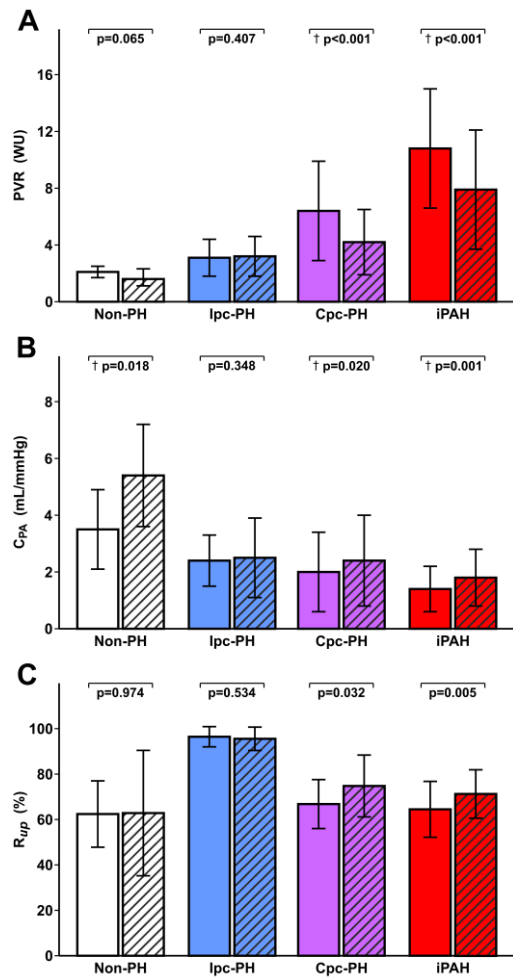 A
p=0.065 p=0.407 † p<0.001 † p<0.001
PVR (WU)
16
12
8
4
0
Non-PH Ipc-PH Cpc-PH iPAH
B
† p=0.018 p=0.348 † p=0.020 † p=0.001
CPA (mL/mmHg)
8
6
4
2
0
Non-PH Ipc-PH Cpc-PH iPAH
C
p=0.974 p=0.534 p=0.032 p=0.005
Rup (%)
100
80
60
40
20
0
Non-PH Ipc-PH Cpc-PH iPAH